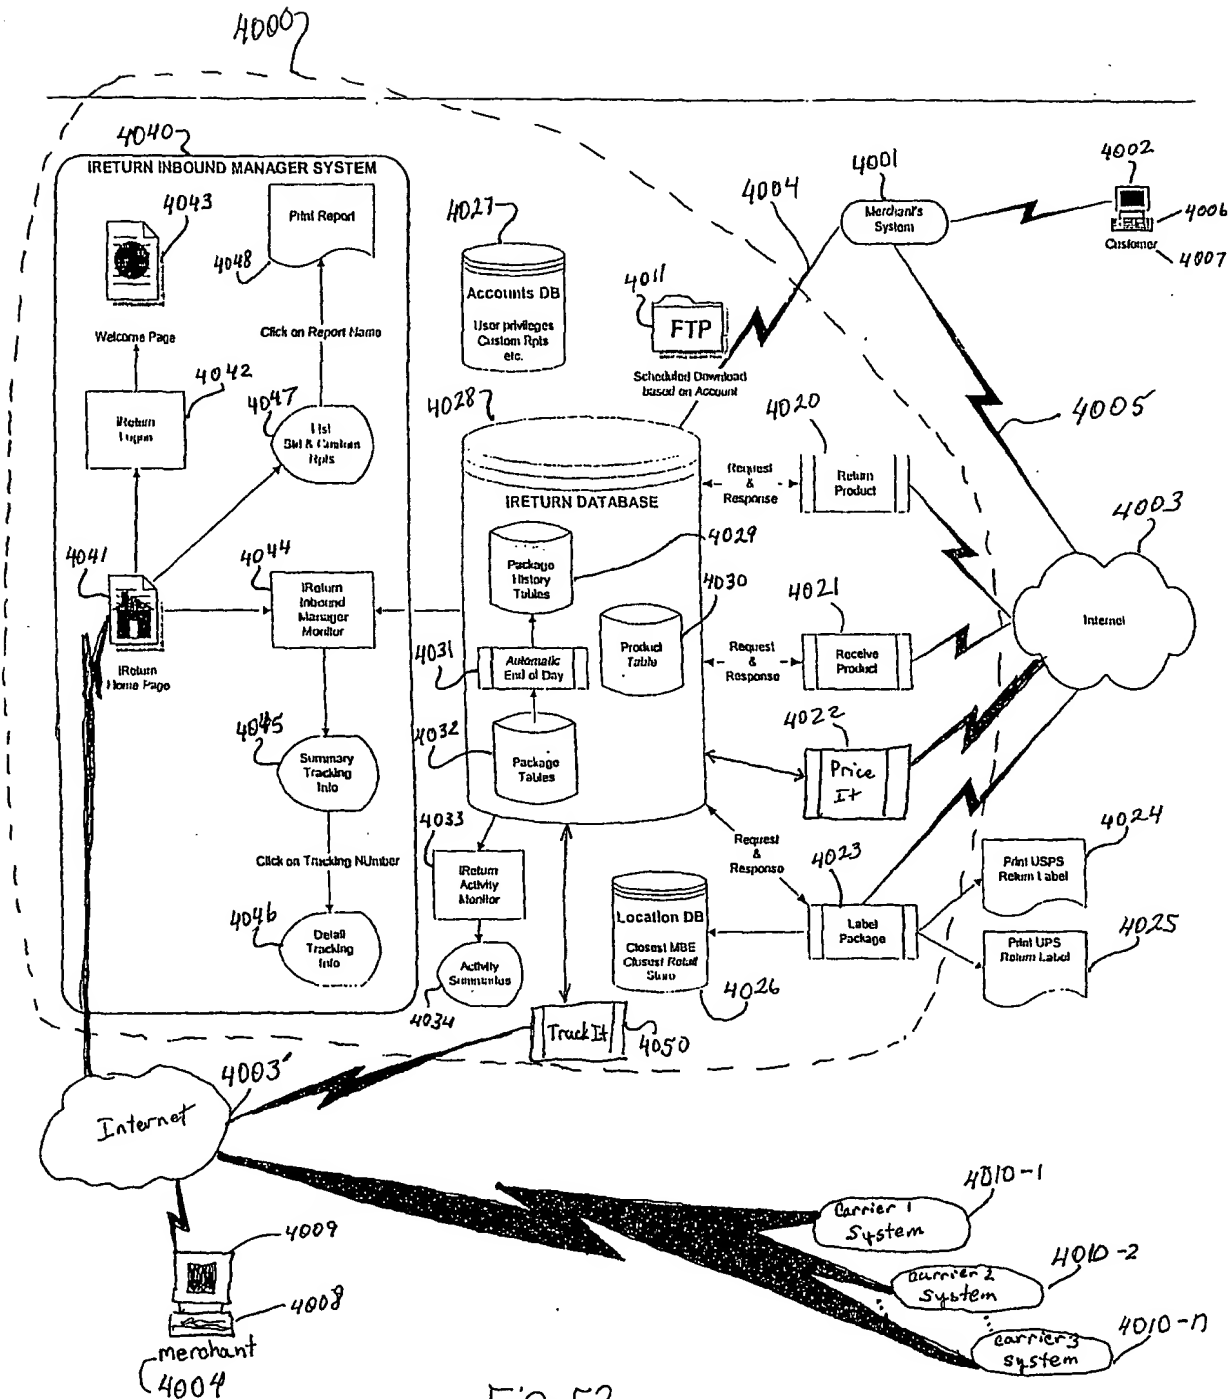 4000
4040
IRETURN INBOUND MANAGER SYSTEM
4043
Welcome Page
Print Report
4048
Click on Report Name
4042
IReturn
Logon
4047
List
Std & Custom
Rpts
4041
IReturn
Home Page
4044
IReturn
Inbound
Manager
Monitor
4045
Summary
Tracking
Info
Click on Tracking NUmber
4046
Detail
Tracking
Info
4027
Accounts DB
User privileges
Custom Rpts
etc.
4011
FTP
Scheduled Download
based on Account
4004
4001
Merchant's
System
4002
4006
Customer
4007
4005
4003
Internet
4028
IRETURN DATABASE
Package
History
Tables
4029
4030
Product
Table
4031
Automatic
End of Day
4032
Package
Tables
4020
Request
&
Response
Return
Product
4021
Request
&
Response
Receive
Product
4022
Price
It
Request
&
Response
4023
Label
Package
4024
Print USPS
Return Label
4025
Print UPS
Return Label
4033
IReturn
Activity
Monitor
Activity
Summaries
4034
Location DB
Closest MBE
Closest Retail
Store
4026
Track It
4050
4003'
Internet
4009
4008
merchant
4004
4010-1
Carrier 1
System
4010-2
Carrier 2
System
4010-n
Carrier 3
System